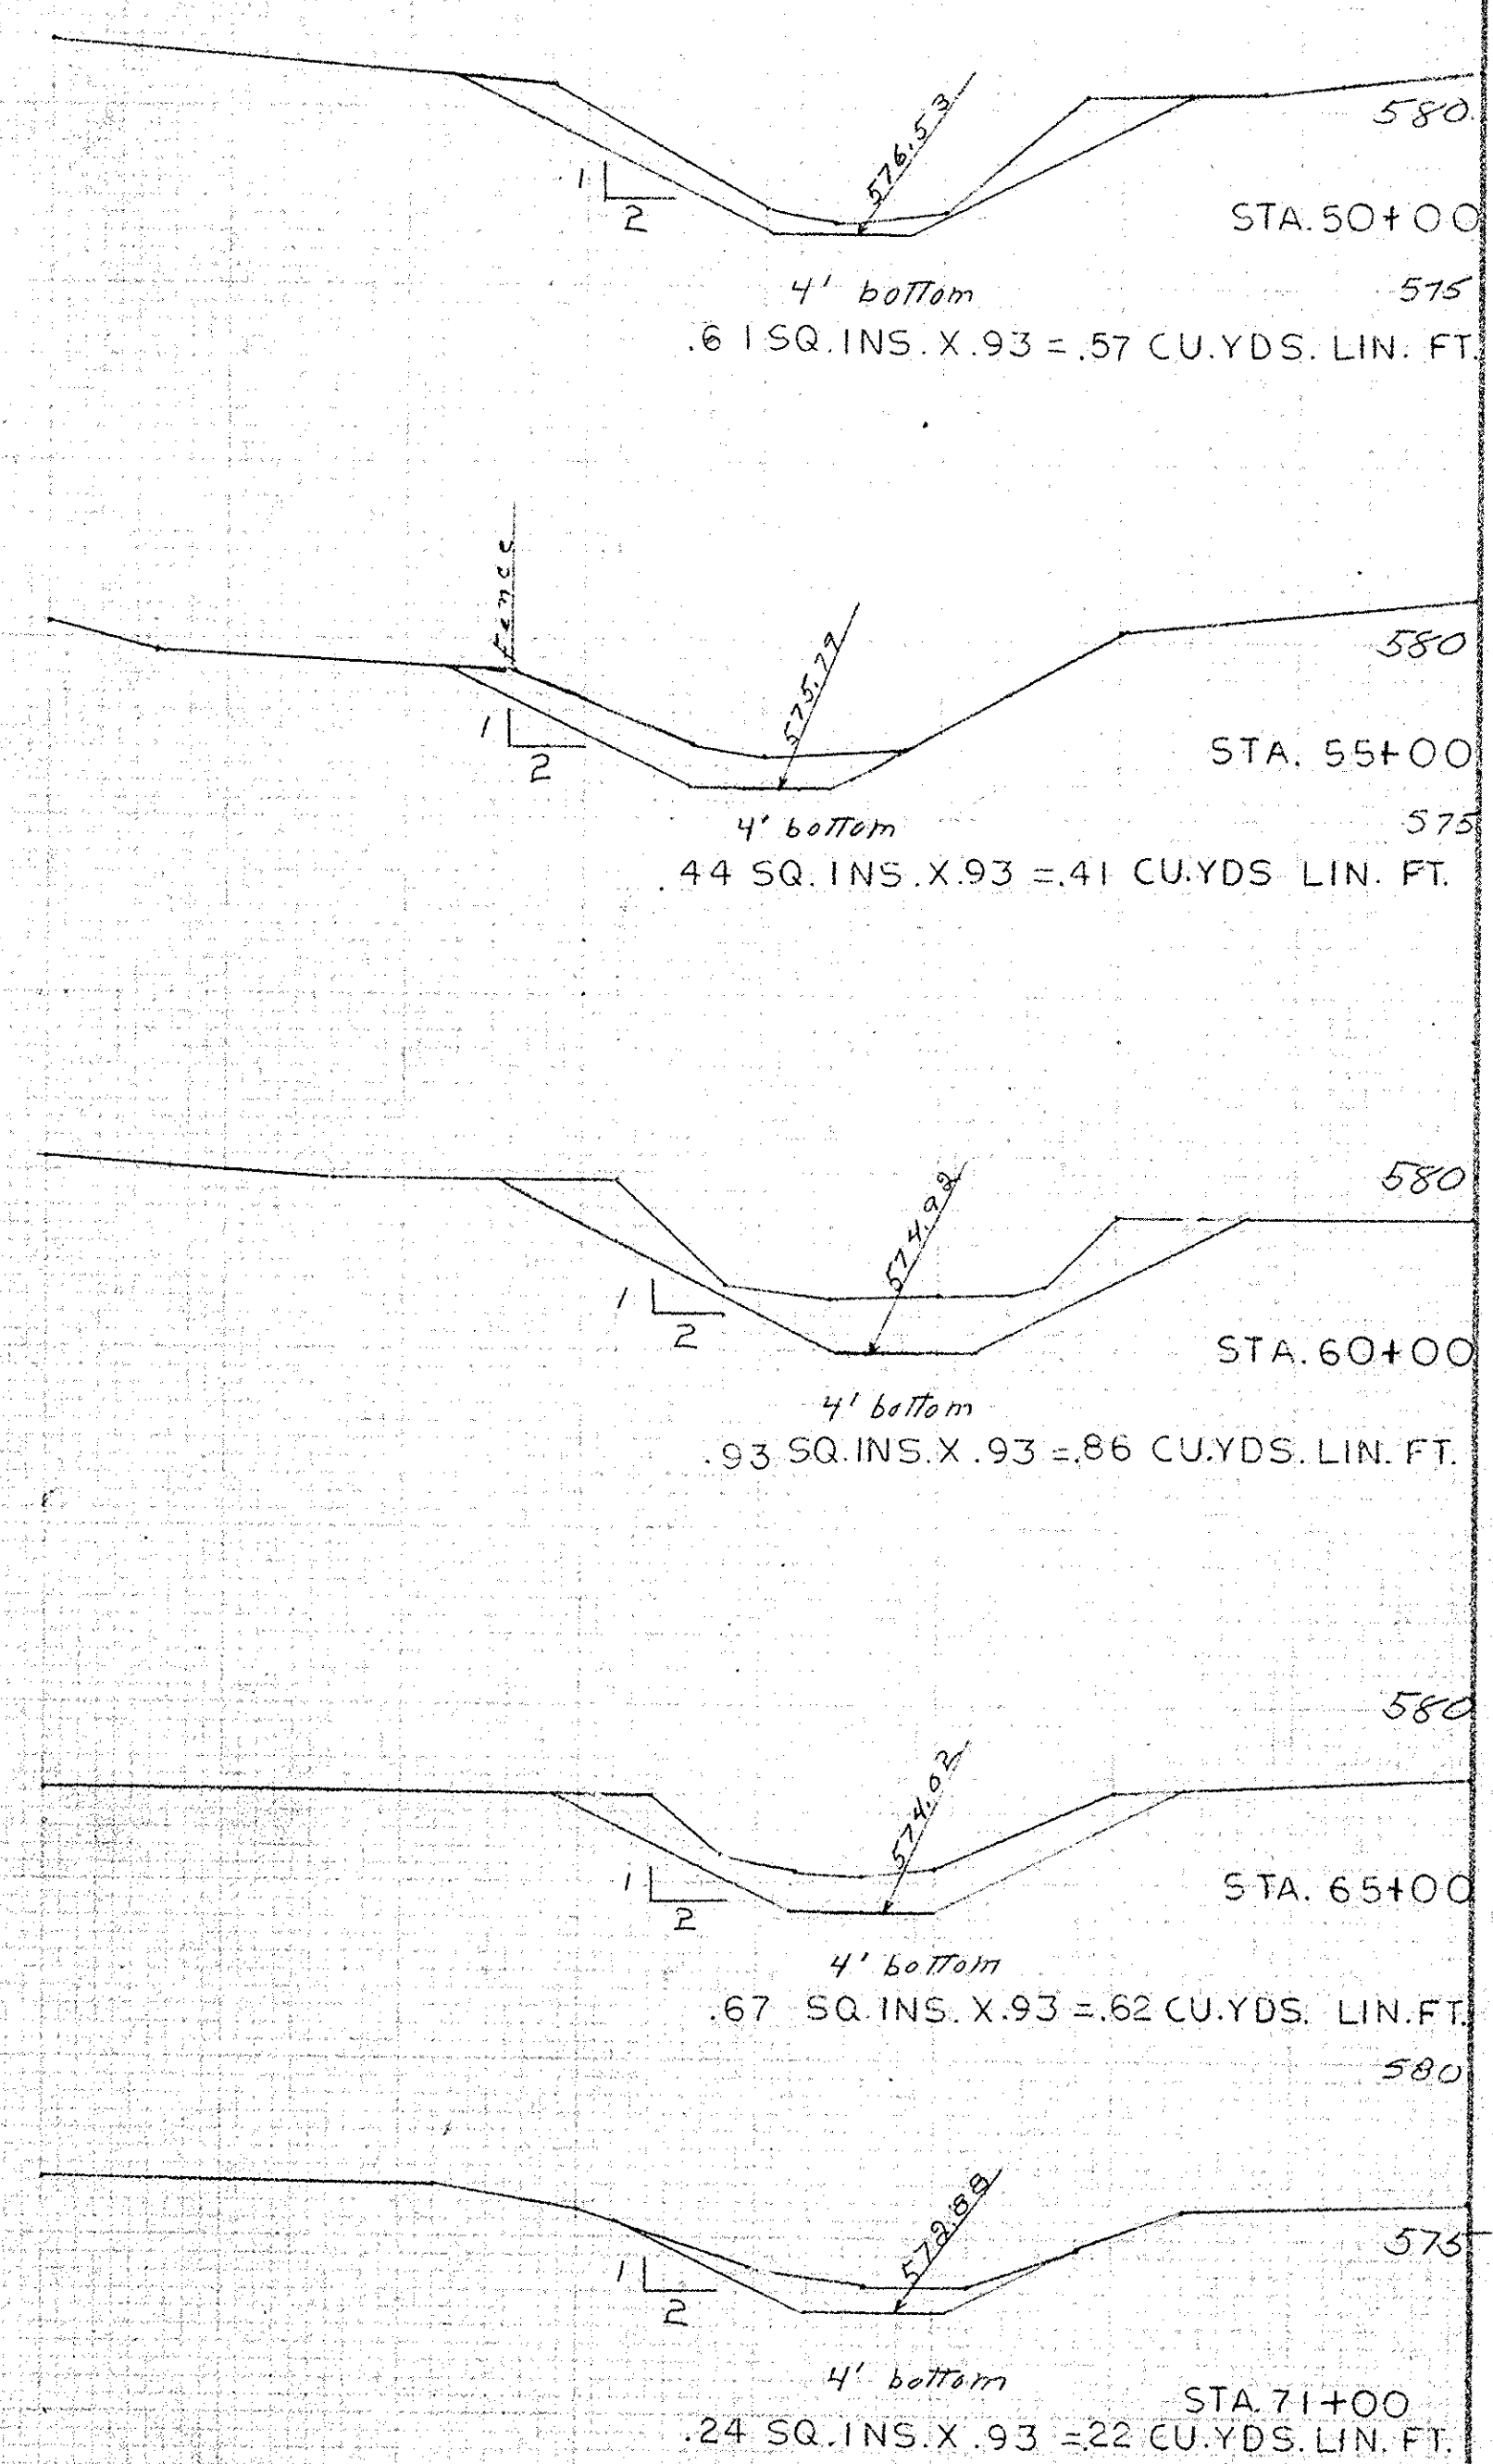 580.
576.53
1
2
STA. 50+00
4' bottom
575
.61 SQ. INS. X .93 = .57 CU. YDS. LIN. FT.
fence
580
1
2
STA. 55+00
4' bottom
575
.44 SQ. INS. X .93 = .41 CU. YDS LIN. FT.
580
574.92
1
2
STA. 60+00
4' bottom
.93 SQ. INS. X .93 = .86 CU. YDS. LIN. FT.
580
574.02
1
2
STA. 65+00
4' bottom
.67 SQ. INS. X .93 = .62 CU. YDS. LIN. FT.
580
572.88
575
1
2
4' bottom
STA. 71+00
.24 SQ. INS. X .93 = 22 CU. YDS. LIN. FT.